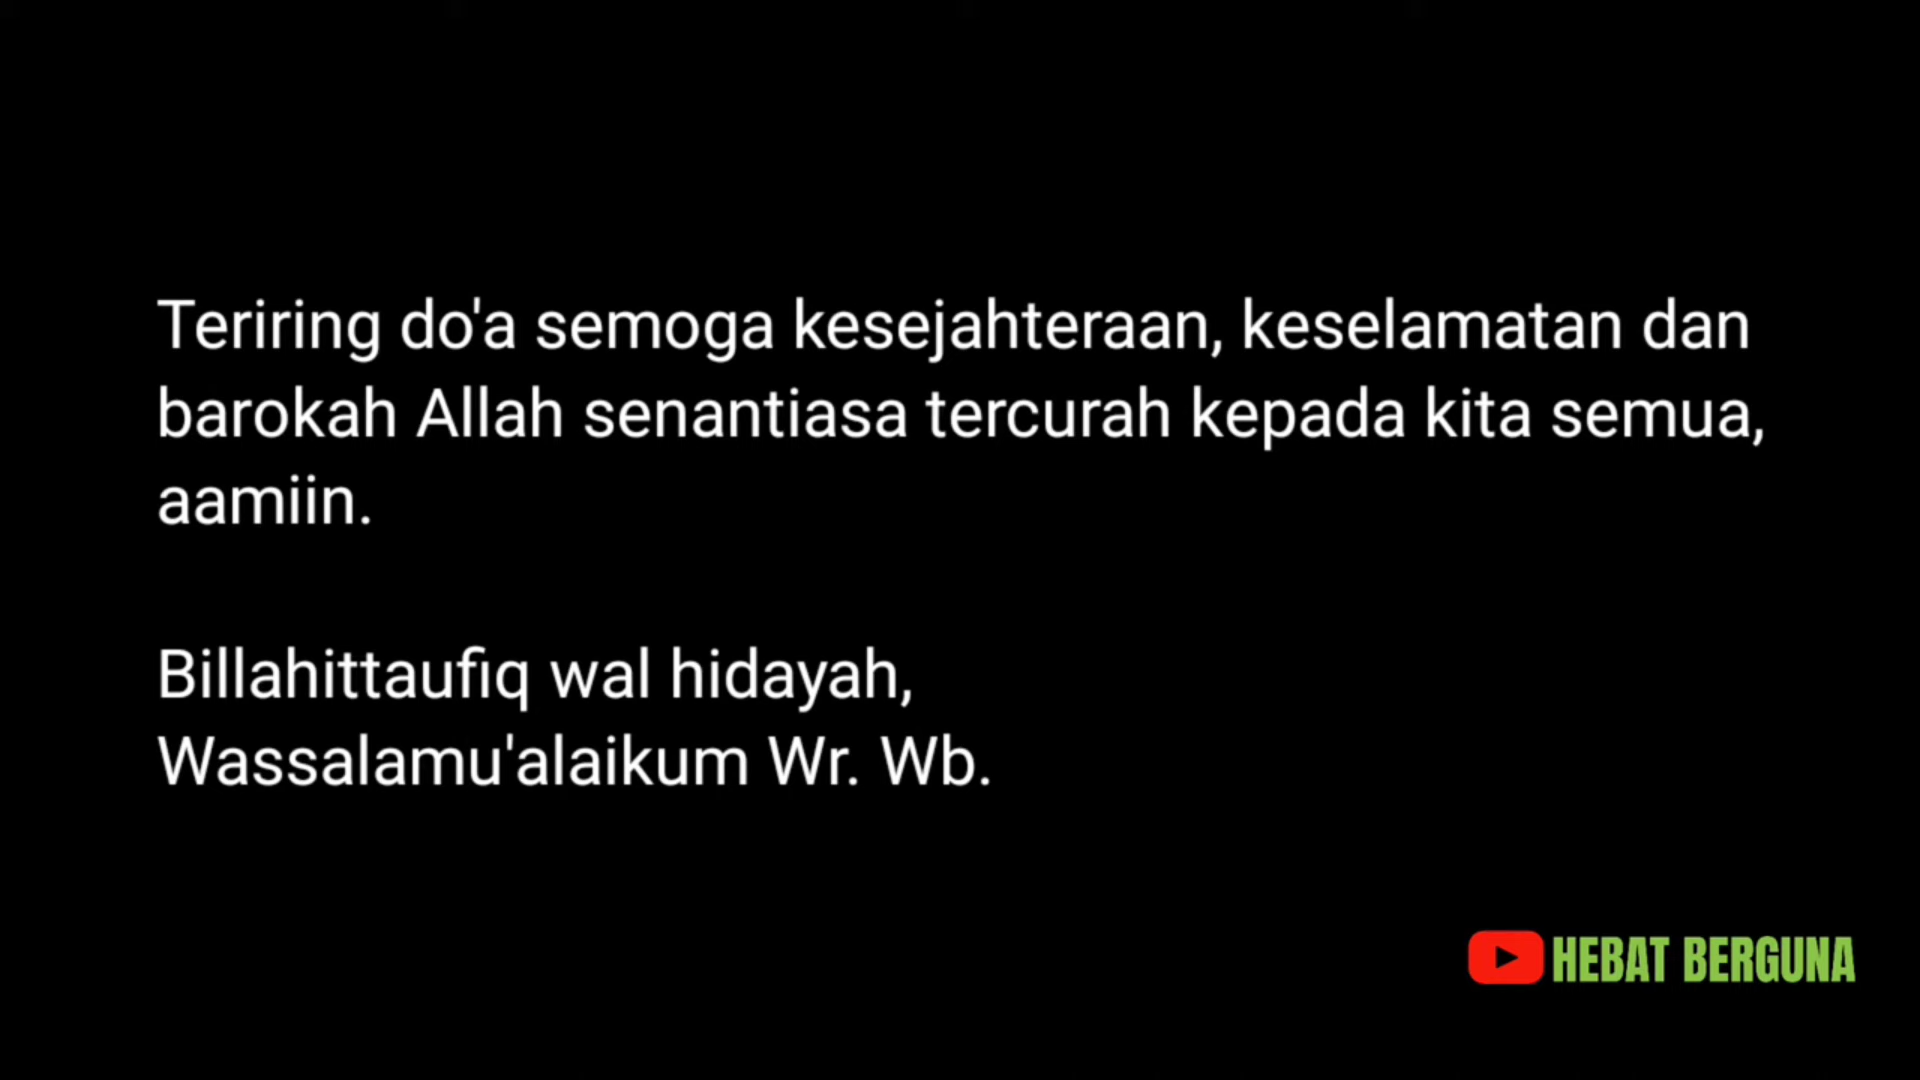 Teriring do'a semoga kesejahteraan, keselamatan dan
barokah Allah senantiasa tercurah kepada kita semua,
aamiin.
Billahittaufiq wal hidayah,
Wassalamu'alaikum Wr. Wb.
HEBAT BERGUNA